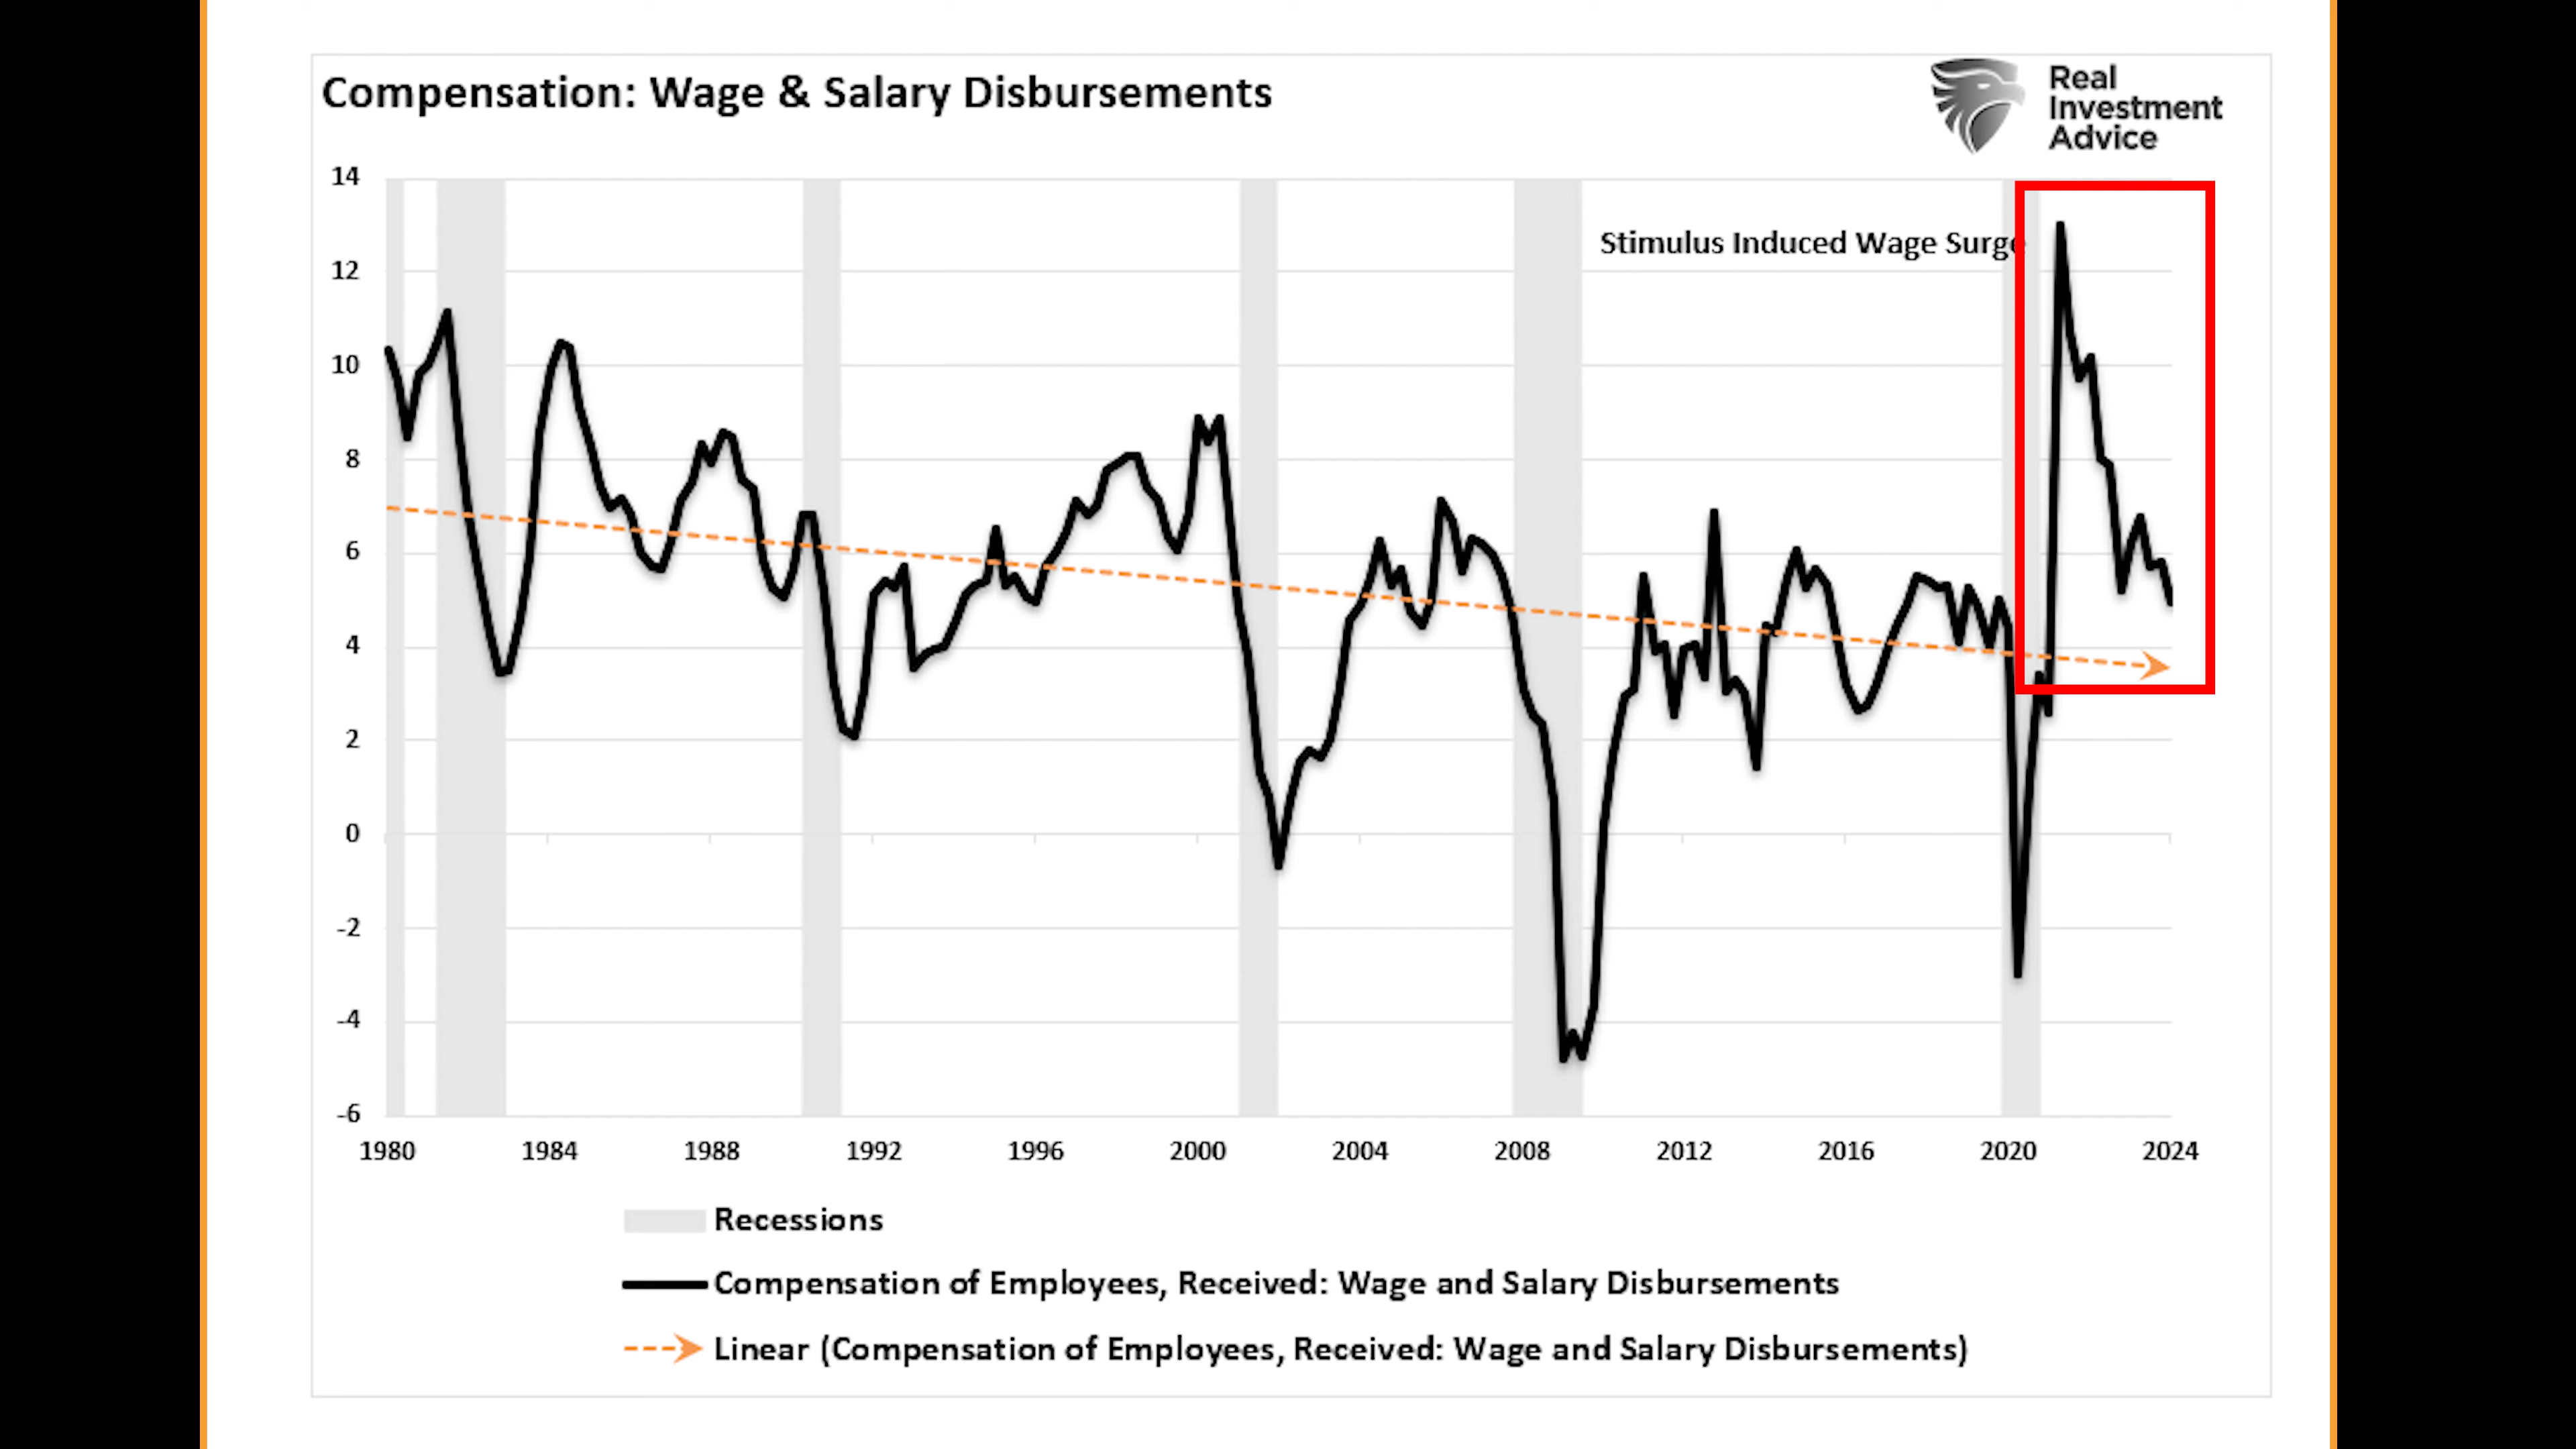 Compensation: Wage & Salary Disbursements
Real
Investment
Advice
14
Stimulus Induced Wage Surge
12
10
8
6
4
2
0
-2
-4
-6
1980 1984 1988 1992 1996 2000 2004 2008 2012 2016 2020 2024
Recessions
Compensation of Employees, Received: Wage and Salary Disbursements
Linear (Compensation of Employees, Received: Wage and Salary Disbursements)